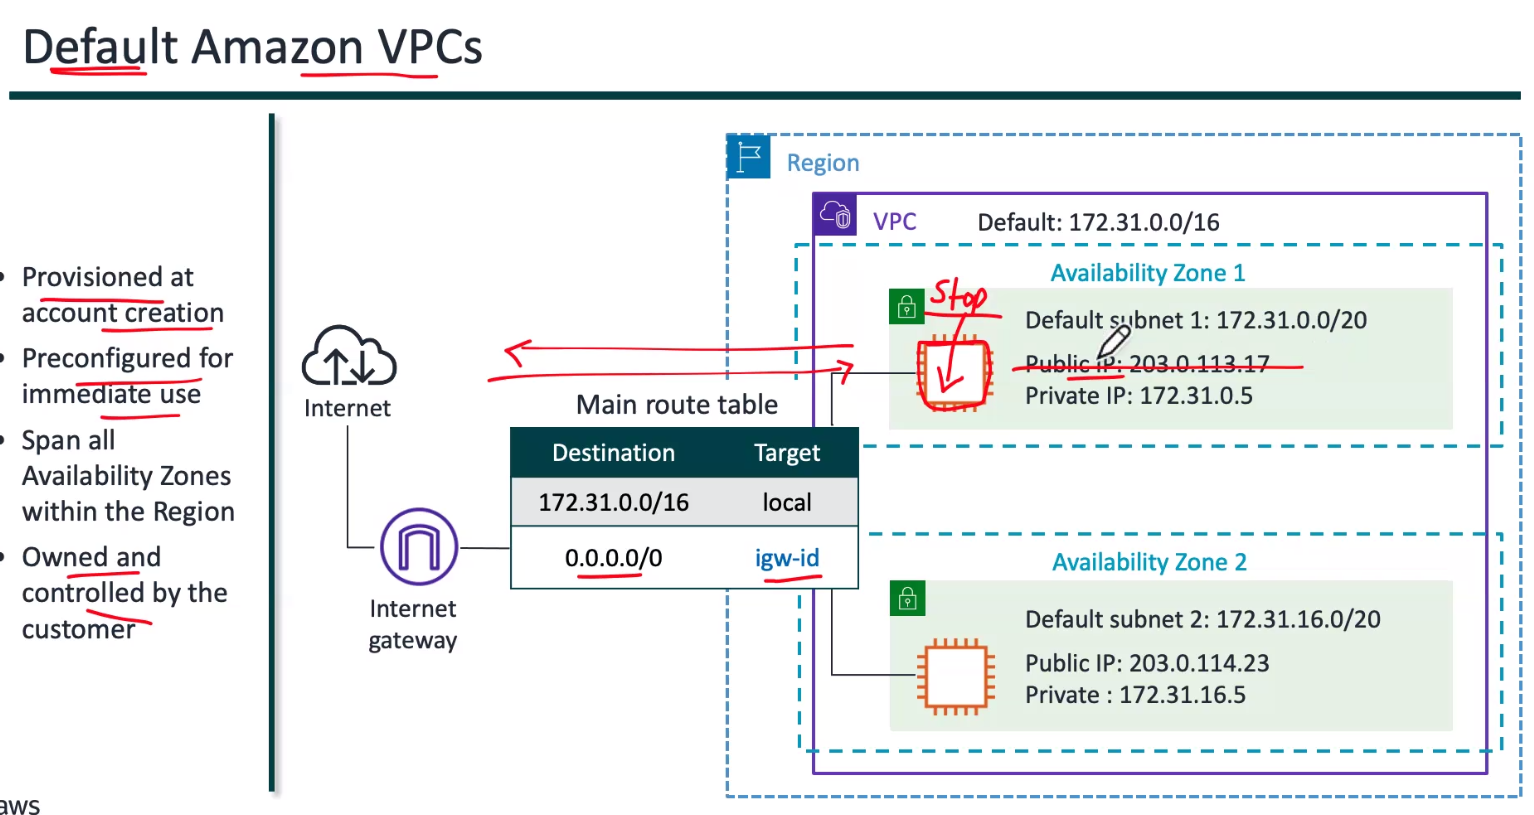 Default Amazon VPCs
Provisioned at
account creation
Preconfigured for
immediate use
Span all
Availability Zones
within the Region
Owned and
controlled by the
customer
Internet
Internet
gateway
Main route table
Destination Target
172.31.0.0/16 local
0.0.0.0/0 igw-id
Region
VPC Default: 172.31.0.0/16
Availability Zone 1
Stop
Default subnet 1: 172.31.0.0/20
Public IP: 203.0.113.17
Private IP: 172.31.0.5
Availability Zone 2
Default subnet 2: 172.31.16.0/20
Public IP: 203.0.114.23
Private : 172.31.16.5
aws